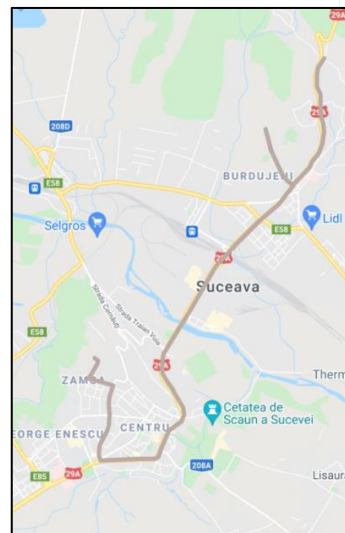 29A
29A
208D
BURDUJENI
E58
E58
Lidl
Selgros
29A
Suceava
Strada Cernăuți
Strada Traian Vuia
E58
29A
Therm
ZAMCA
Cetatea de
Scaun a Sucevei
EORGE ENESCU
CENTRU
208A
E85
29A
Lisaura